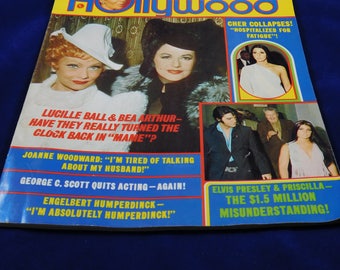 Hollywood
CHER COLLAPSES!
"HOSPITALIZED FOR
FATIGUE"!
LUCILLE BALL & BEA ARTHUR—
HAVE THEY REALLY TURNED THE
CLOCK BACK IN "MAME"?
JOANNE WOODWARD: "I'M TIRED OF TALKING
ABOUT MY HUSBAND!"
GEORGE C. SCOTT QUITS ACTING—AGAIN!
ENGELBERT HUMPERDINCK—
"I'M ABSOLUTELY HUMPERDINCK!"
ELVIS PRESLEY & PRISCILLA—
THE $1.5 MILLION
MISUNDERSTANDING!